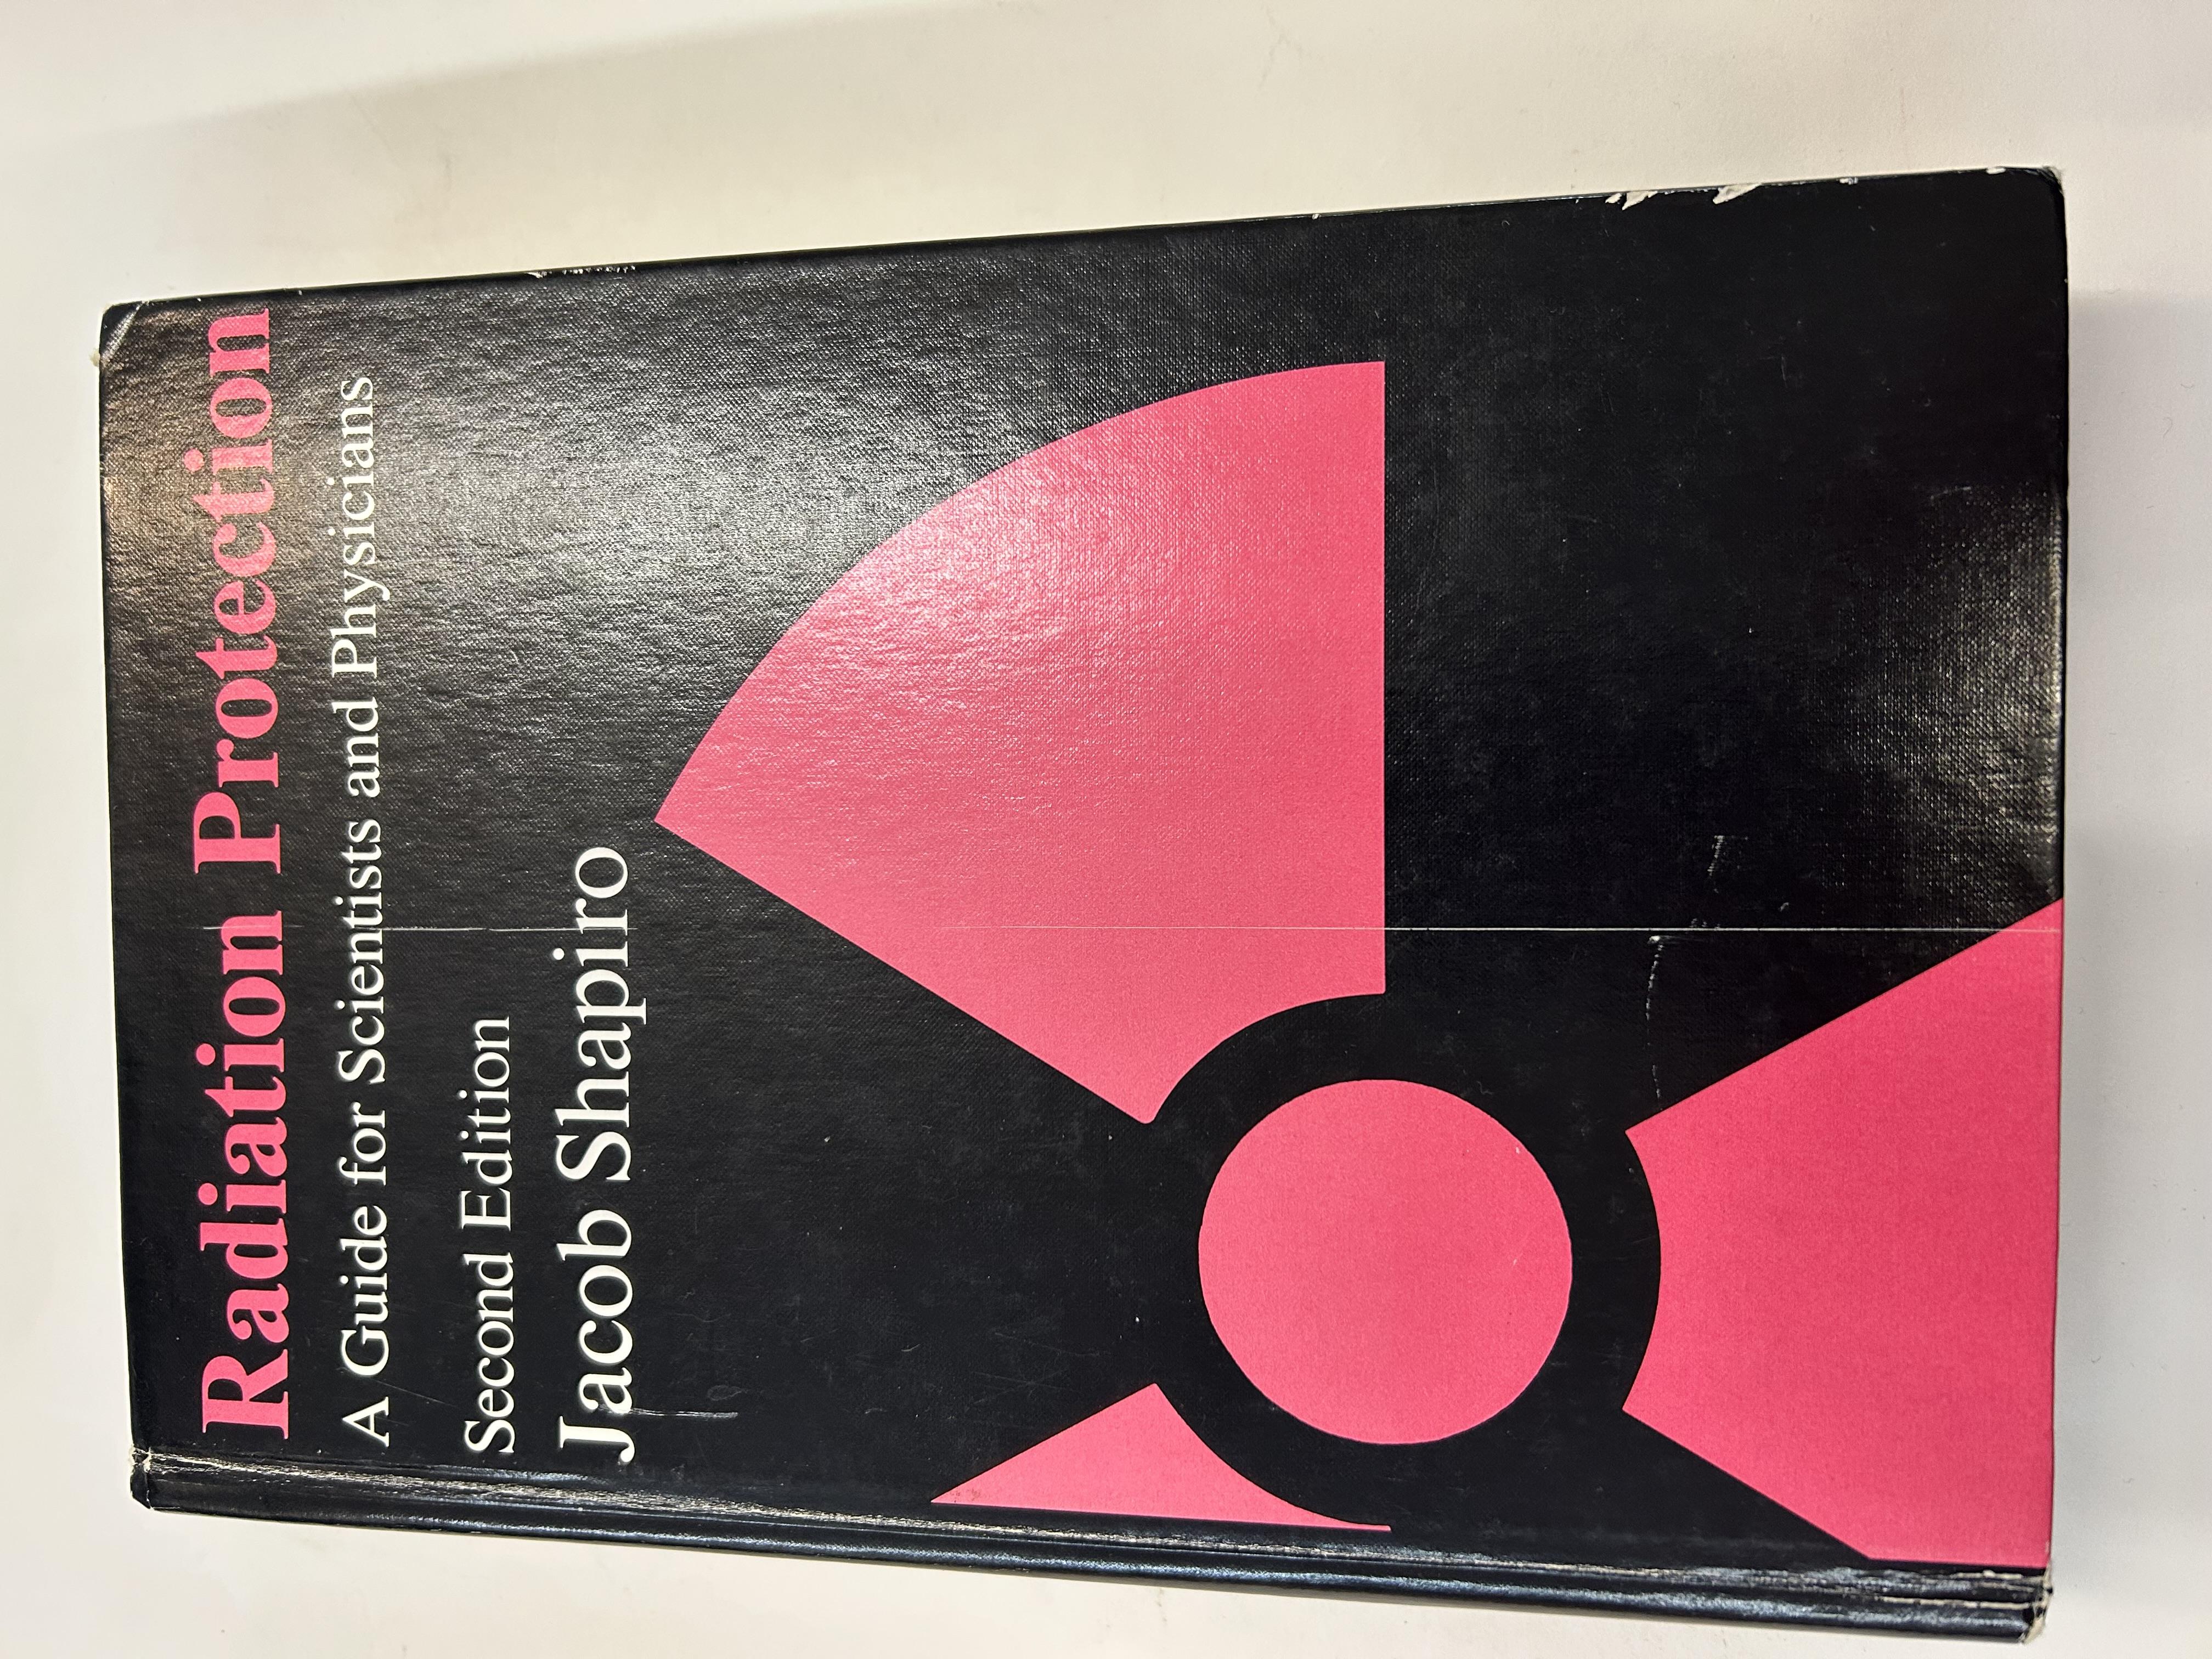 Radiation Protection
A Guide for Scientists and Physicians
Second Edition
Jacob Shapiro